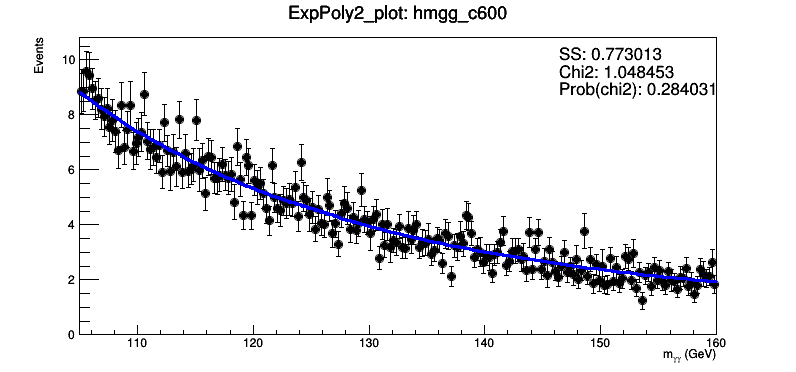 ExpPoly2_plot: hmgg_c600
Events
SS: 0.773013
Chi2: 1.048453
Prob(chi2): 0.284031
10
8
6
4
2
0
110 120 130 140 150 160
mγγ (GeV)